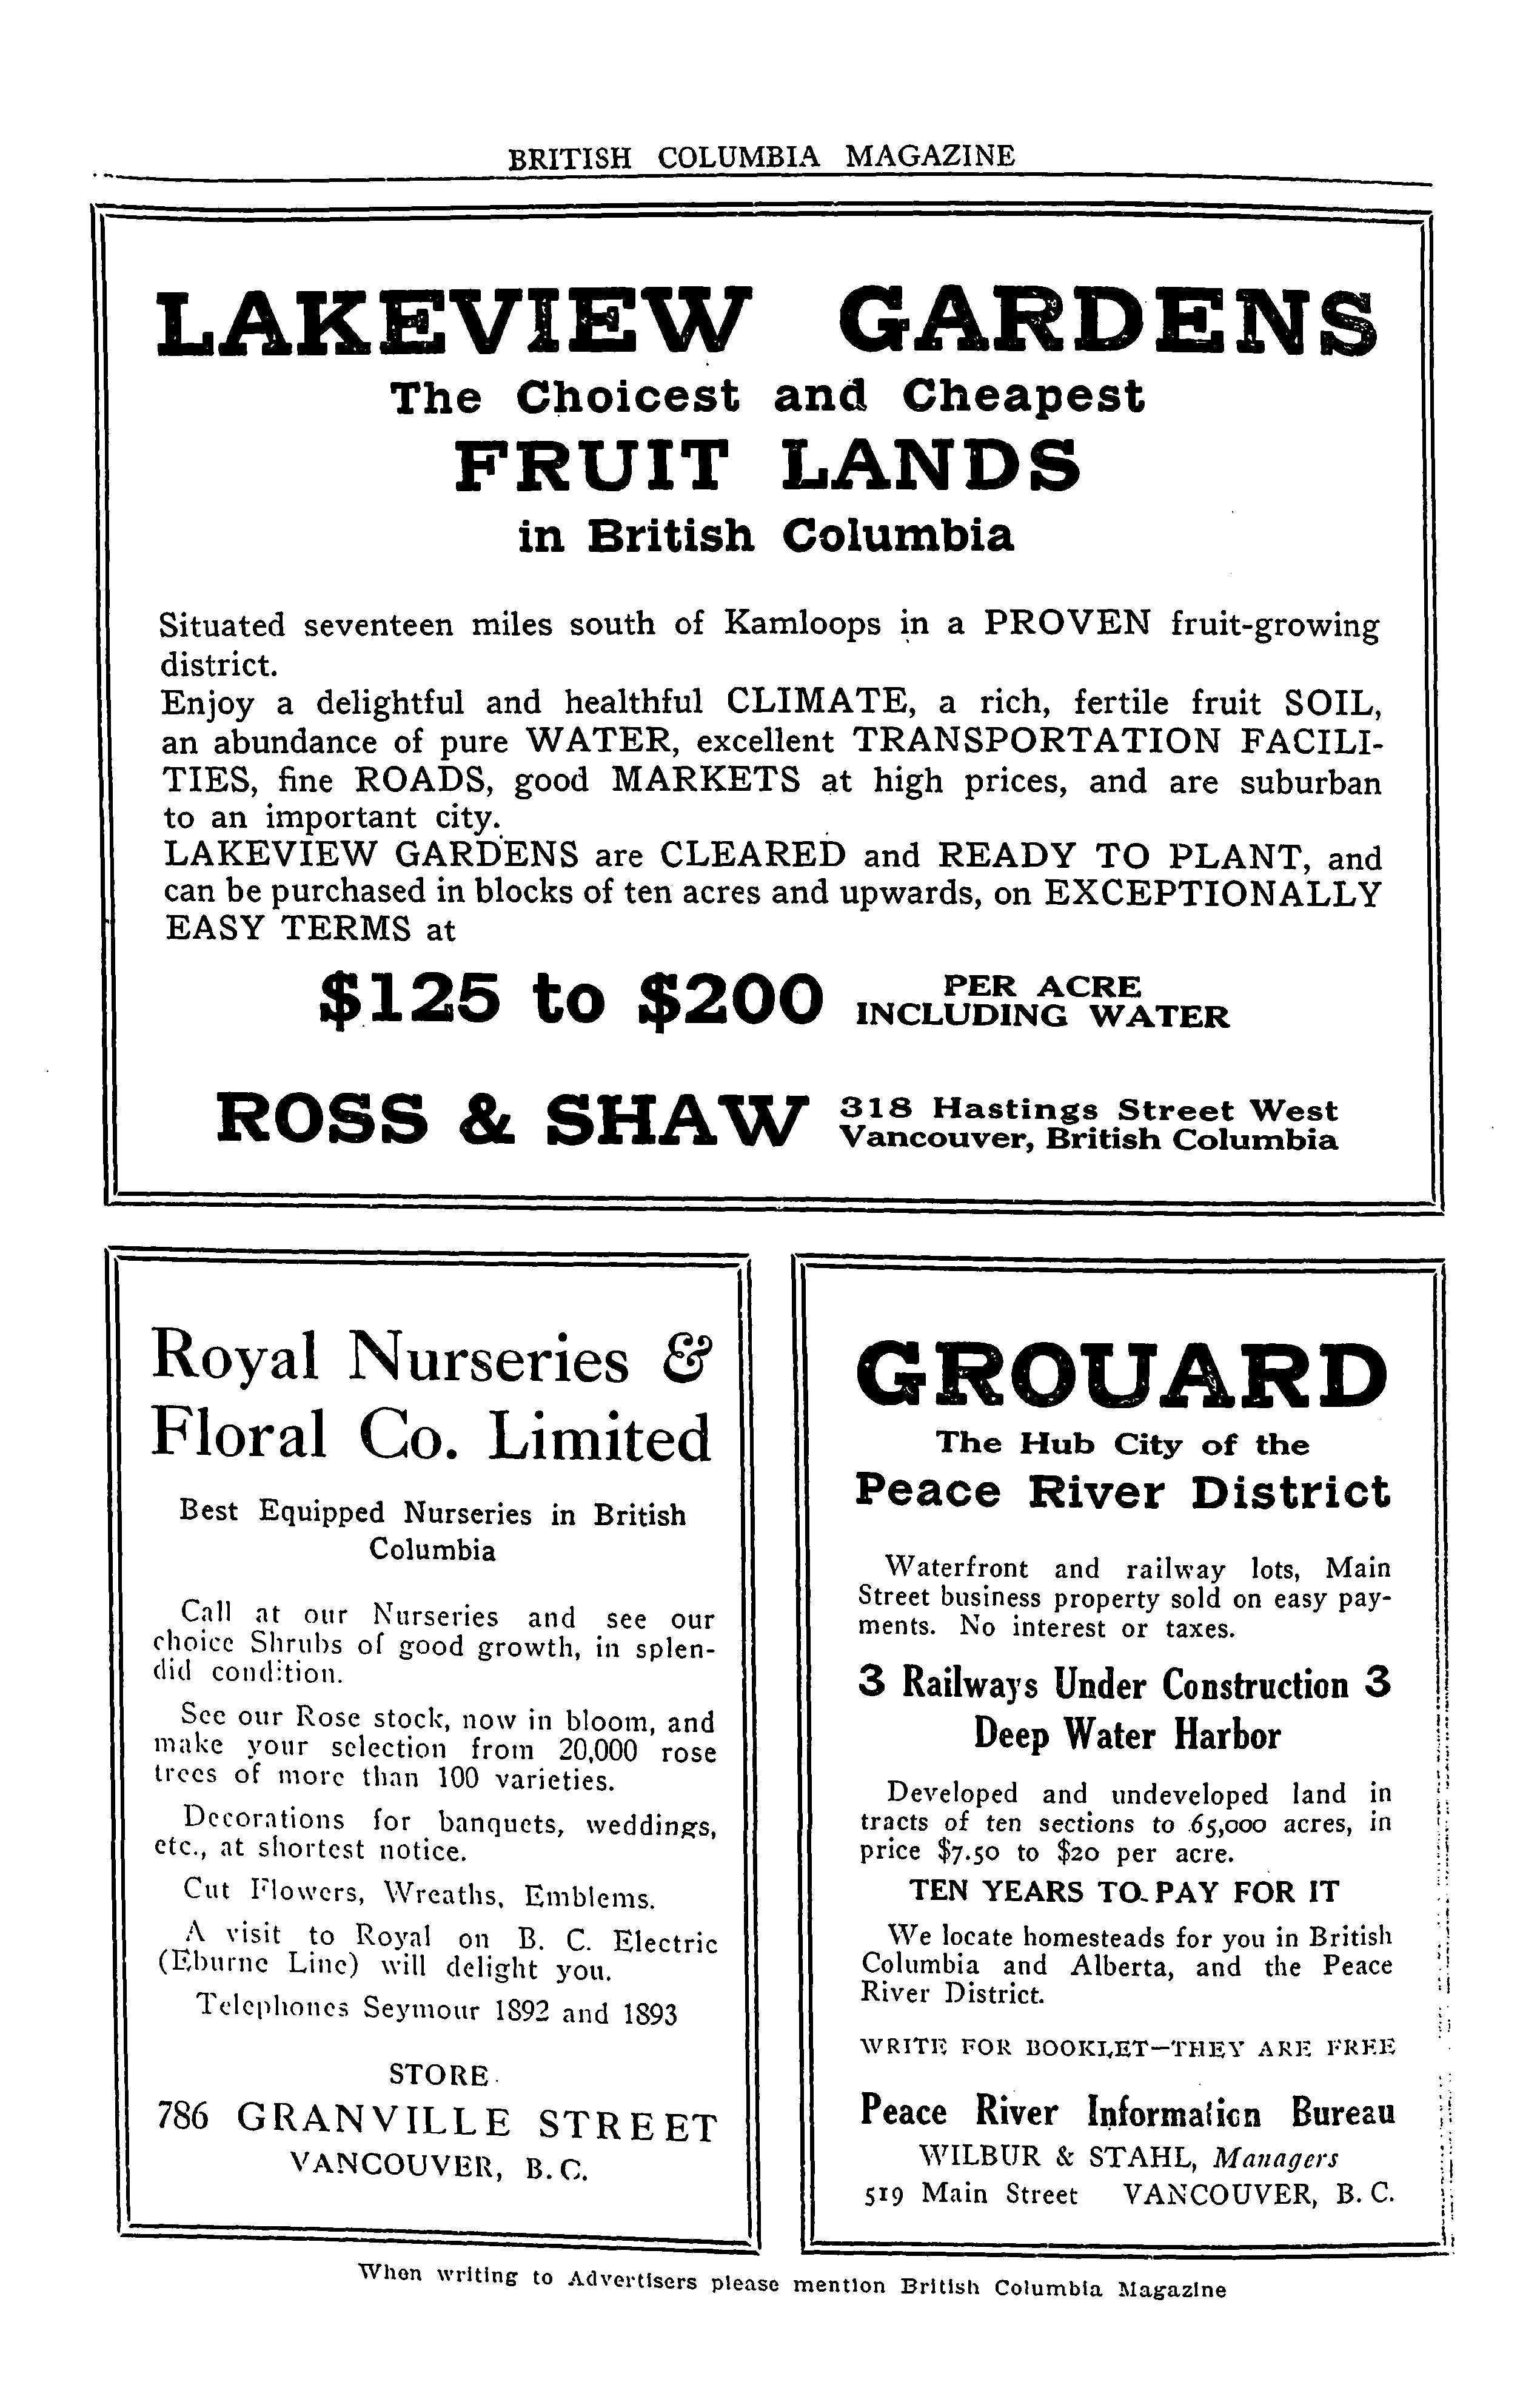 BRITISH COLUMBIA MAGAZINE
LAKEVIEW GARDENS
The Choicest and Cheapest
FRUIT LANDS
in British Columbia
Situated seventeen miles south of Kamloops in a PROVEN fruit-growing
district.
Enjoy a delightful and healthful CLIMATE, a rich, fertile fruit SOIL,
an abundance of pure WATER, excellent TRANSPORTATION FACILI-
TIES, fine ROADS, good MARKETS at high prices, and are suburban
to an important city.
LAKEVIEW GARDENS are CLEARED and READY TO PLANT, and
can be purchased in blocks of ten acres and upwards, on EXCEPTIONALLY
EASY TERMS at
$125 to $200 PER ACRE
INCLUDING WATER
ROSS & SHAW 318 Hastings Street West
Vancouver, British Columbia
Royal Nurseries &
Floral Co. Limited
Best Equipped Nurseries in British
Columbia
Call at our Nurseries and see our
choice Shrubs of good growth, in splen-
did condition.
See our Rose stock, now in bloom, and
make your selection from 20,000 rose
trees of more than 100 varieties.
Decorations for banquets, weddings,
etc., at shortest notice.
Cut Flowers, Wreaths, Emblems.
A visit to Royal on B. C. Electric
(Eburne Line) will delight you.
Telephones Seymour 1892 and 1893
STORE
786 GRANVILLE STREET
VANCOUVER, B. C.
GROUARD
The Hub City of the
Peace River District
Waterfront and railway lots, Main
Street business property sold on easy pay-
ments. No interest or taxes.
3 Railways Under Construction 3
Deep Water Harbor
Developed and undeveloped land in
tracts of ten sections to 65,000 acres, in
price $7.50 to $20 per acre.
TEN YEARS TO PAY FOR IT
We locate homesteads for you in British
Columbia and Alberta, and the Peace
River District.
WRITE FOR BOOKLET—THEY ARE FREE
Peace River Information Bureau
WILBUR & STAHL, Managers
519 Main Street VANCOUVER, B. C.
When writing to Advertisers please mention British Columbia Magazine